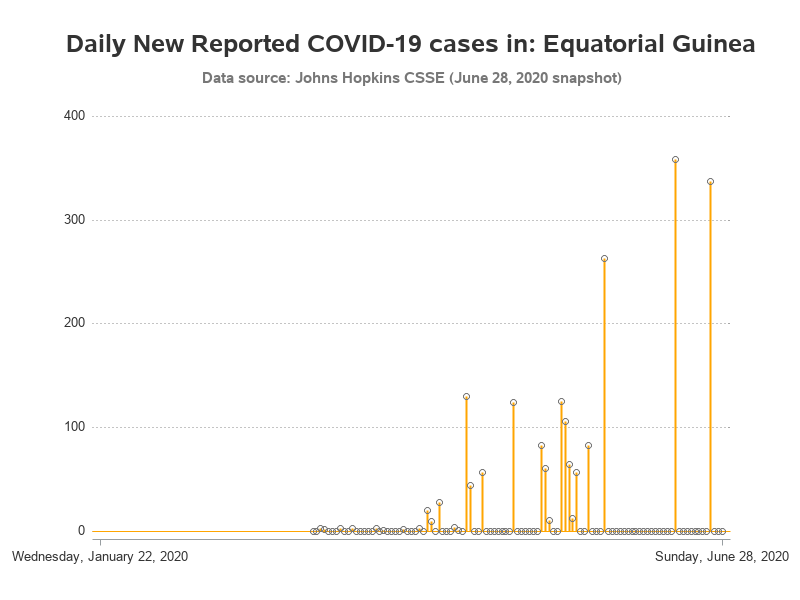 Daily New Reported COVID-19 cases in: Equatorial Guinea
Data source: Johns Hopkins CSSE (June 28, 2020 snapshot)
400
300
200
100
0
Wednesday, January 22, 2020
Sunday, June 28, 2020